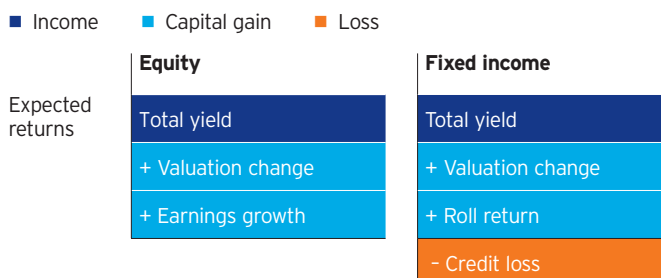 Income Capital gain Loss
Equity Fixed income
Expected
returns
Total yield Total yield
+ Valuation change + Valuation change
+ Earnings growth + Roll return
– Credit loss